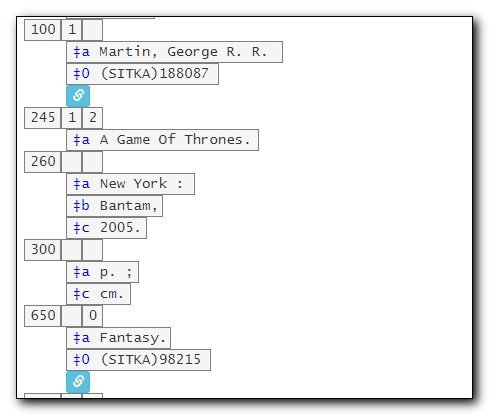 100 1
‡a Martin, George R. R.
‡0 (SITKA)188087
245 1 2
‡a A Game Of Thrones.
260
‡a New York :
‡b Bantam,
‡c 2005.
300
‡a p. ;
‡c cm.
650 0
‡a Fantasy.
‡0 (SITKA)98215